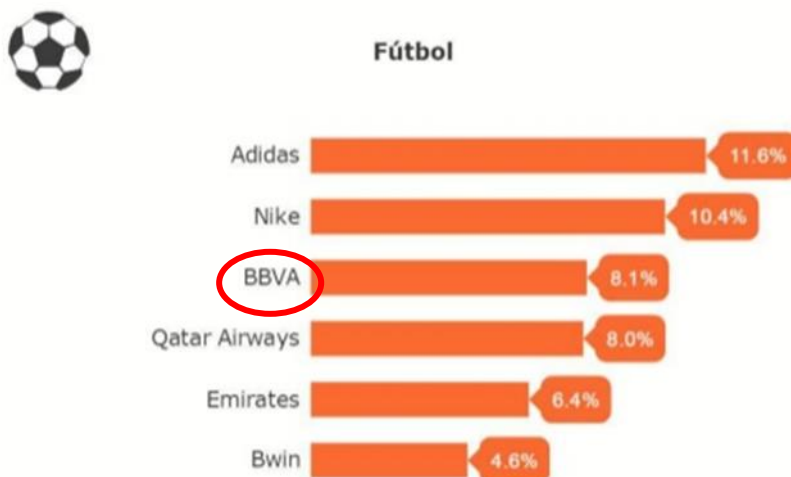 Fútbol
Adidas 11.6%
Nike 10.4%
BBVA 8.1%
Qatar Airways 8.0%
Emirates 6.4%
Bwin 4.6%